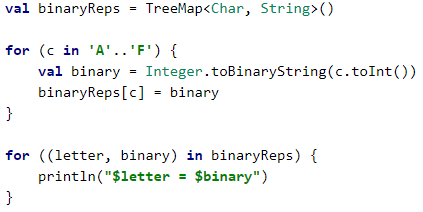 val binaryReps = TreeMap<Char, String>()

for (c in 'A'..'F') {
    val binary = Integer.toBinaryString(c.toInt())
    binaryReps[c] = binary
}

for ((letter, binary) in binaryReps) {
    println("$letter = $binary")
}